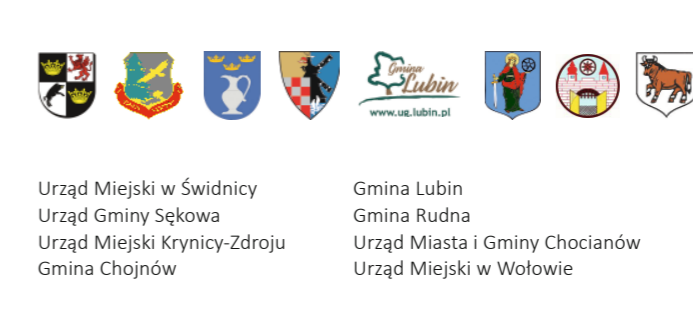 Gmina
Lubin
www.ug.lubin.pl
Urząd Miejski w Świdnicy
Urząd Gminy Sękowa
Urząd Miejski Krynicy-Zdroju
Gmina Chojnów
Gmina Lubin
Gmina Rudna
Urząd Miasta i Gminy Chocianów
Urząd Miejski w Wołowie